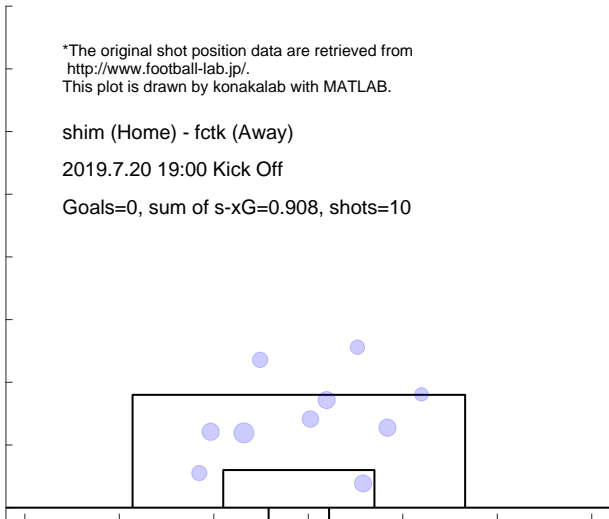 *The original shot position data are retrieved from
http://www.football-lab.jp/.
This plot is drawn by konakalab with MATLAB.
shim (Home) - fctk (Away)
2019.7.20 19:00 Kick Off
Goals=0, sum of s-xG=0.908, shots=10